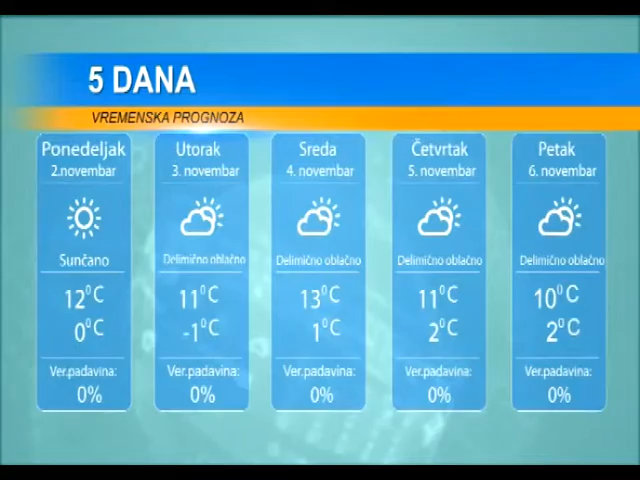 5 DANA
VREMENSKA PROGNOZA
Ponedeljak
2.novembar
Sunčano
12°C
0°C
Ver.padavina:
0%
Utorak
3. novembar
Delimično oblačno
11°C
-1°C
Ver.padavina:
0%
Sreda
4. novembar
Delimično oblačno
13°C
1°C
Ver.padavina:
0%
Četvrtak
5. novembar
Delimično oblačno
11°C
2°C
Ver.padavina:
0%
Petak
6. novembar
Delimično oblačno
10°C
2°C
Ver.padavina:
0%